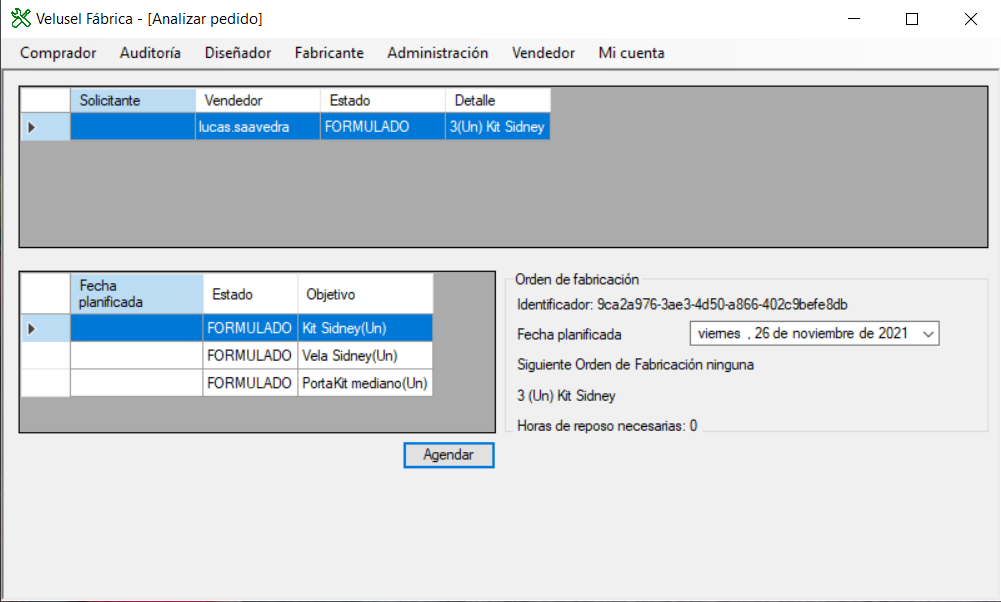 Velusel Fábrica - [Analizar pedido]
Comprador Auditoría Diseñador Fabricante Administración Vendedor Mi cuenta
Solicitante Vendedor Estado Detalle
lucas.saavedra FORMULADO 3(Un) Kit Sidney
Fecha planificada Estado Objetivo
FORMULADO Kit Sidney(Un)
FORMULADO Vela Sidney(Un)
FORMULADO PortaKit mediano(Un)
Orden de fabricación
Identificador: 9ca2a976-3ae3-4d50-a866-402c9befe8db
Fecha planificada viernes , 26 de noviembre de 2021
Siguiente Orden de Fabricación ninguna
3 (Un) Kit Sidney
Horas de reposo necesarias: 0
Agendar